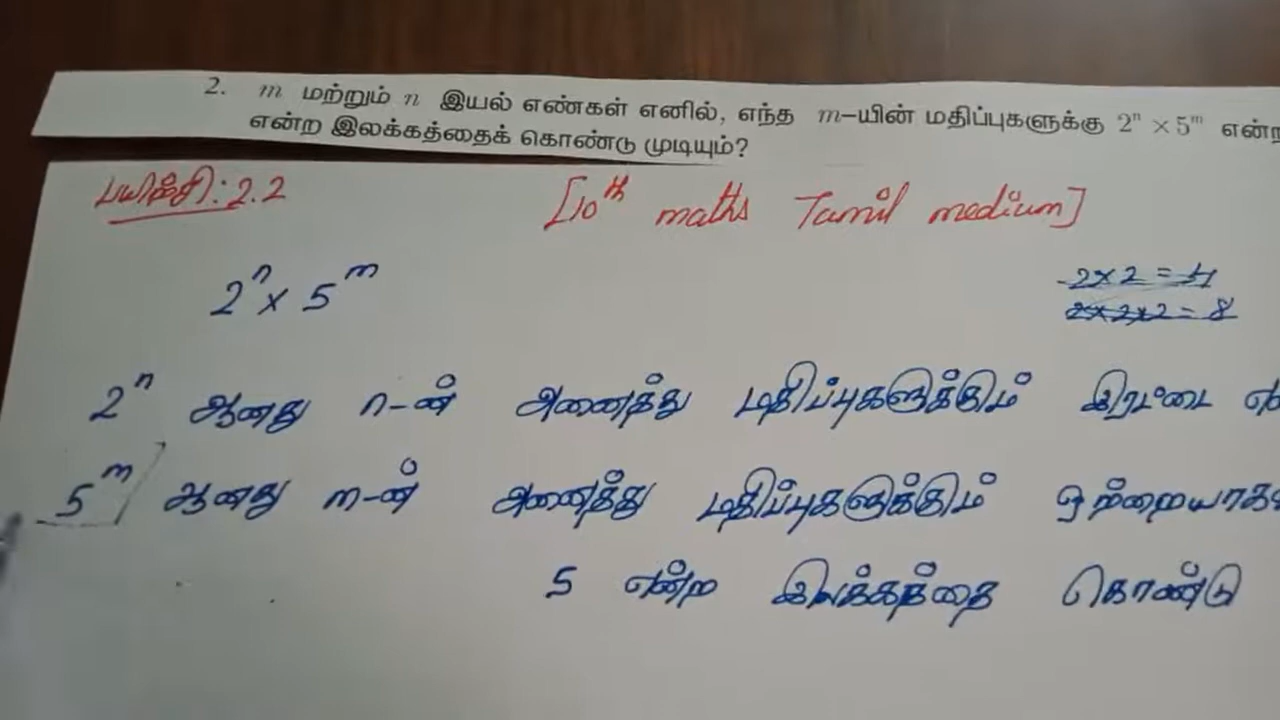 2. m மற்றும் n இயல் எண்கள் எனில், எந்த m-யின் மதிப்புகளுக்கு 2ⁿ × 5ᵐ என்ற
என்ற இலக்கத்தைக் கொண்டு முடியும்?
பயிற்சி: 2.2
[10th maths Tamil medium]
2ⁿ x 5ᵐ
2 x 2 = 4
2 x 2 x 2 = 8
2ⁿ ஆனது n-ன் அனைத்து மதிப்புகளுக்கும் இரட்டை
5ᵐ ஆனது m-ன் அனைத்து மதிப்புகளுக்கும்
5 என்ற இலக்கத்தை கொண்டு